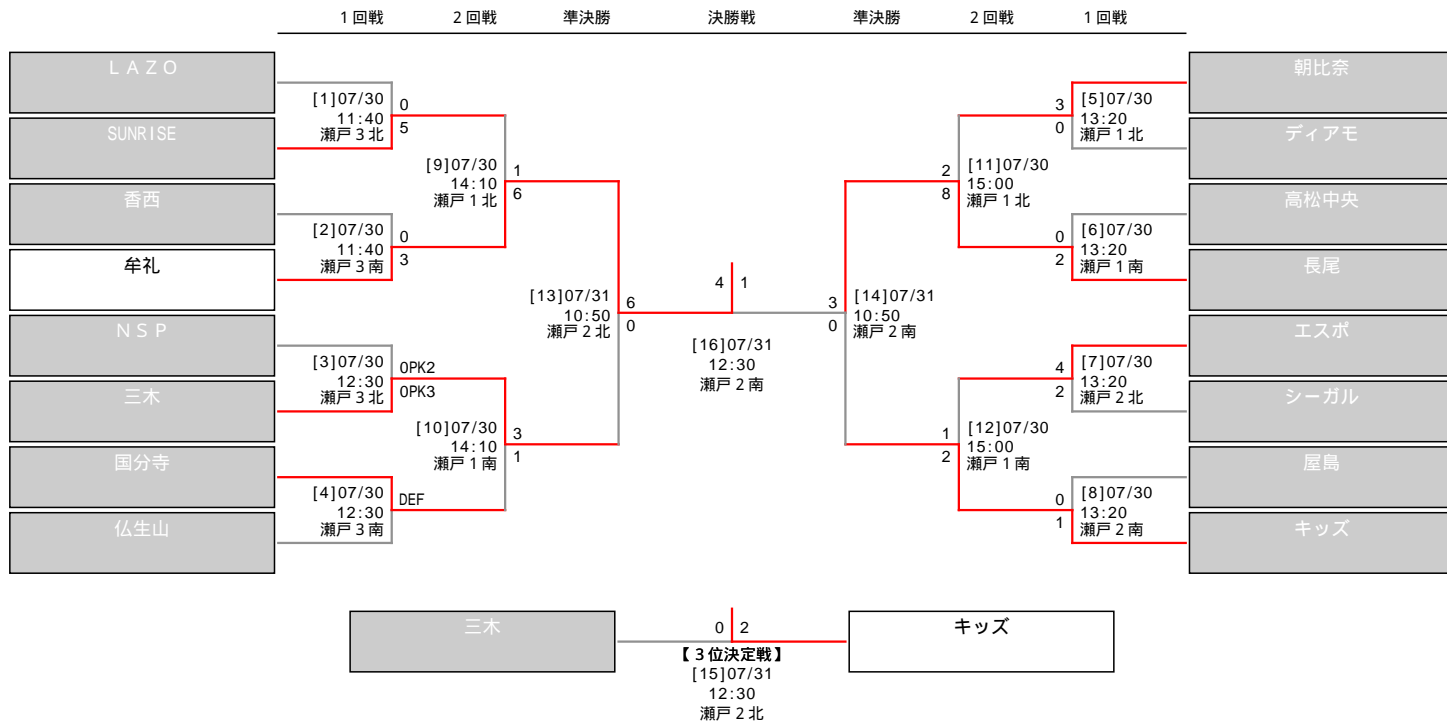 1回戦 2回戦 準決勝 決勝戦 準決勝 2回戦 1回戦
LAZO
SUNRISE
香西
牟礼
NSP
三木
国分寺
仏生山
[1]07/30
11:40
瀬戸3北
0
5
[2]07/30
11:40
瀬戸3南
0
3
[3]07/30
12:30
瀬戸3北
0PK2
0PK3
[4]07/30
12:30
瀬戸3南
DEF
[9]07/30
14:10
瀬戸1北
1
6
[10]07/30
14:10
瀬戸1南
3
1
[13]07/31
10:50
瀬戸2北
6
0
4 1
[16]07/31
12:30
瀬戸2南
3
0
[14]07/31
10:50
瀬戸2南
2
8
[11]07/30
15:00
瀬戸1北
1
2
[12]07/30
15:00
瀬戸1南
3
0
[5]07/30
13:20
瀬戸1北
0
2
[6]07/30
13:20
瀬戸1南
4
2
[7]07/30
13:20
瀬戸2北
0
1
[8]07/30
13:20
瀬戸2南
朝比奈
ディアモ
高松中央
長尾
エスポ
シーガル
屋島
キッズ
三木
0 2
キッズ
【3位決定戦】
[15]07/31
12:30
瀬戸2北